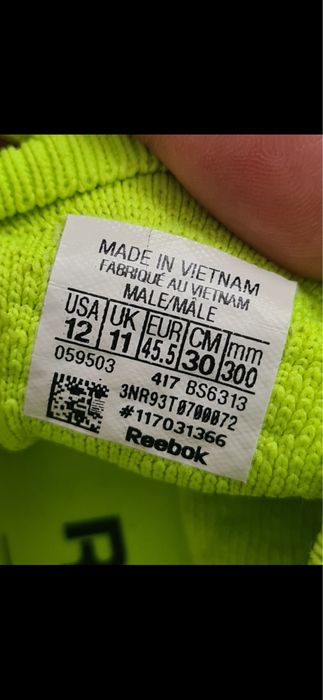 MADE IN VIETNAM
FABRIQUÉ AU VIETNAM
MALE/MÂLE
USA UK EUR CM mm
12 11 45.5 30 300
059503 417 BS6313
3NR93T0700072
#117031366
Reebok
R